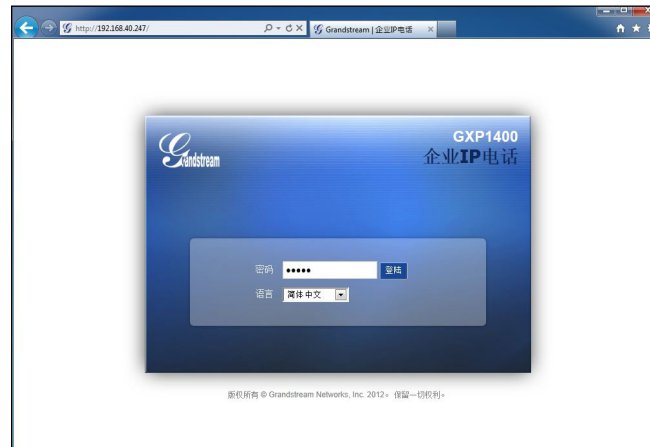 http://192.168.40.247/
Grandstream | 企业IP电话
Grandstream
GXP1400
企业IP电话
密码 ••••• 登陆
语言 简体中文
版权所有 © Grandstream Networks, Inc. 2012。保留一切权利。